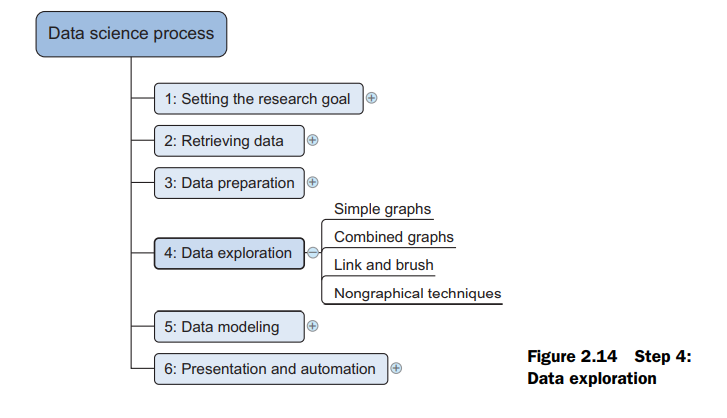 Data science process
1: Setting the research goal
2: Retrieving data
3: Data preparation
Simple graphs
Combined graphs
4: Data exploration
Link and brush
Nongraphical techniques
5: Data modeling
6: Presentation and automation
Figure 2.14 Step 4:
Data exploration